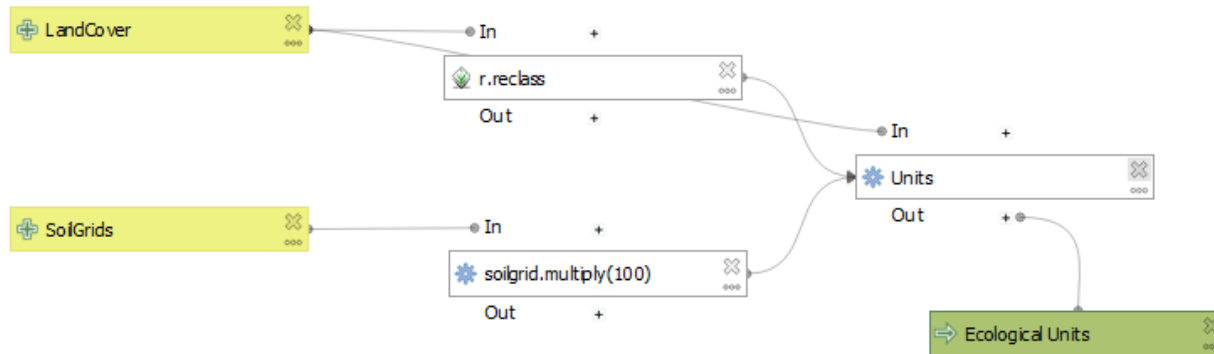 LandCover
In
r.reclass
Out
In
Units
Out
SoilGrids
In
soilgrid.multiply(100)
Out
Ecological Units